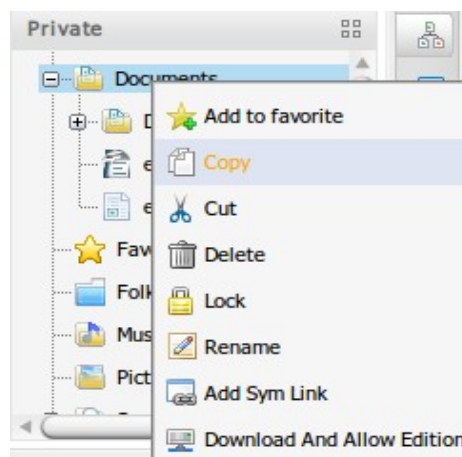 Private
Documents
Add to favorite
Copy
Cut
Delete
Lock
Rename
Add Sym Link
Download And Allow Edition